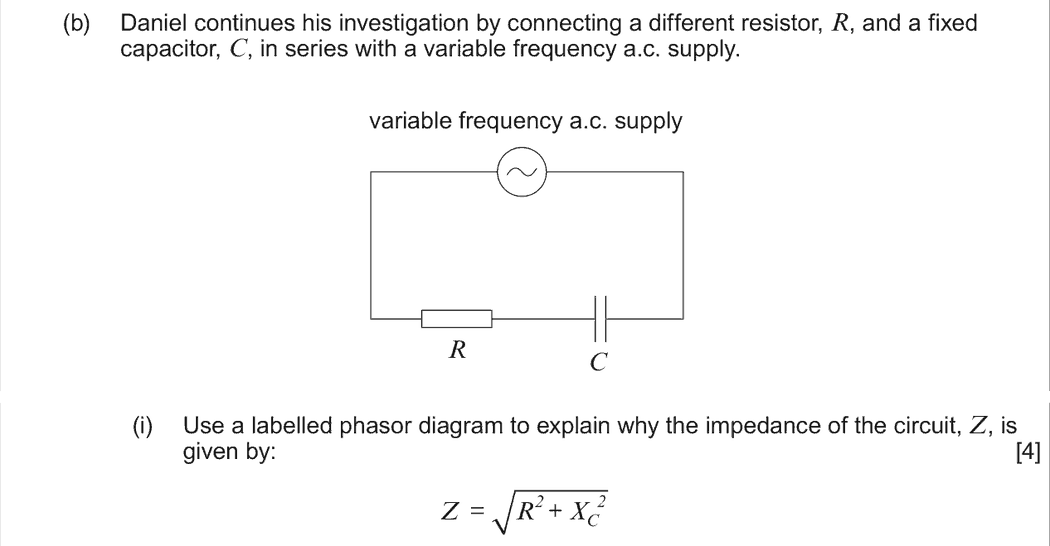 (b) Daniel continues his investigation by connecting a different resistor, R, and a fixed
capacitor, C, in series with a variable frequency a.c. supply.
variable frequency a.c. supply
R
C
(i) Use a labelled phasor diagram to explain why the impedance of the circuit, Z, is
given by: [4]
Z = √(R² + X_C²)